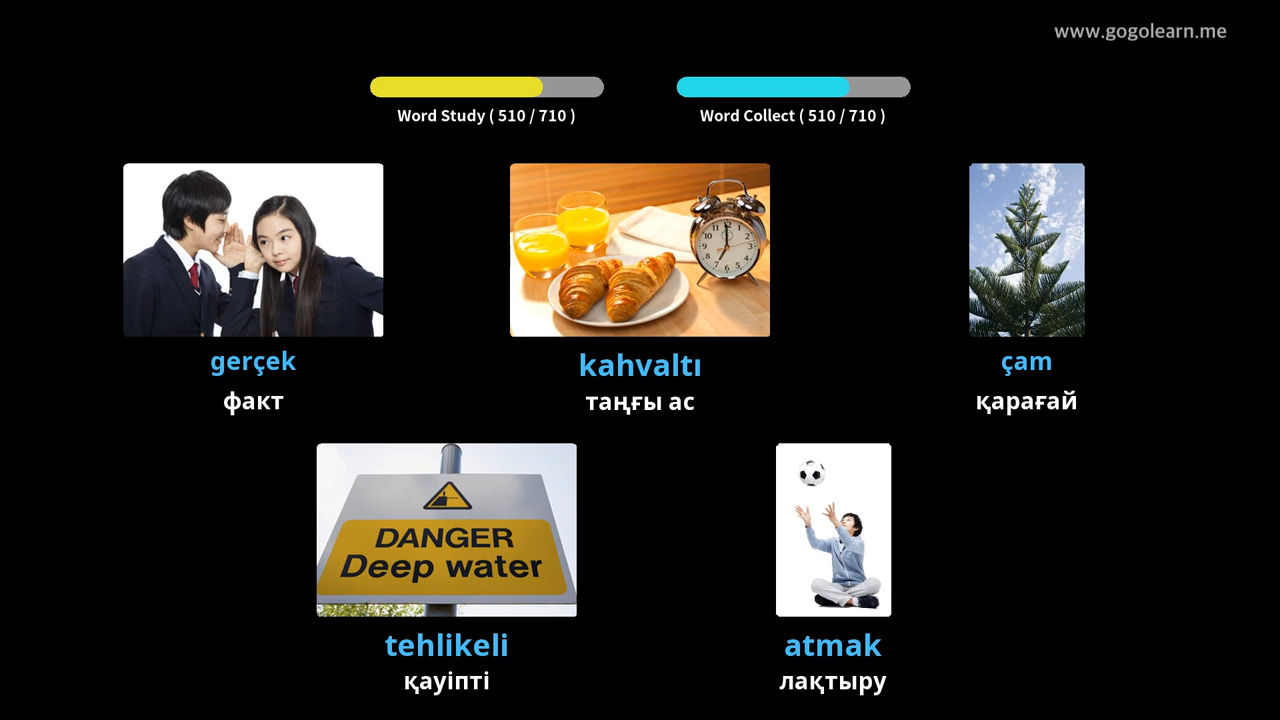 www.gogolearn.me
Word Study ( 510 / 710 )
Word Collect ( 510 / 710 )
gerçek
факт
kahvaltı
таңғы ас
çam
қарағай
DANGER
Deep water
tehlikeli
қауіпті
atmak
лақтыру